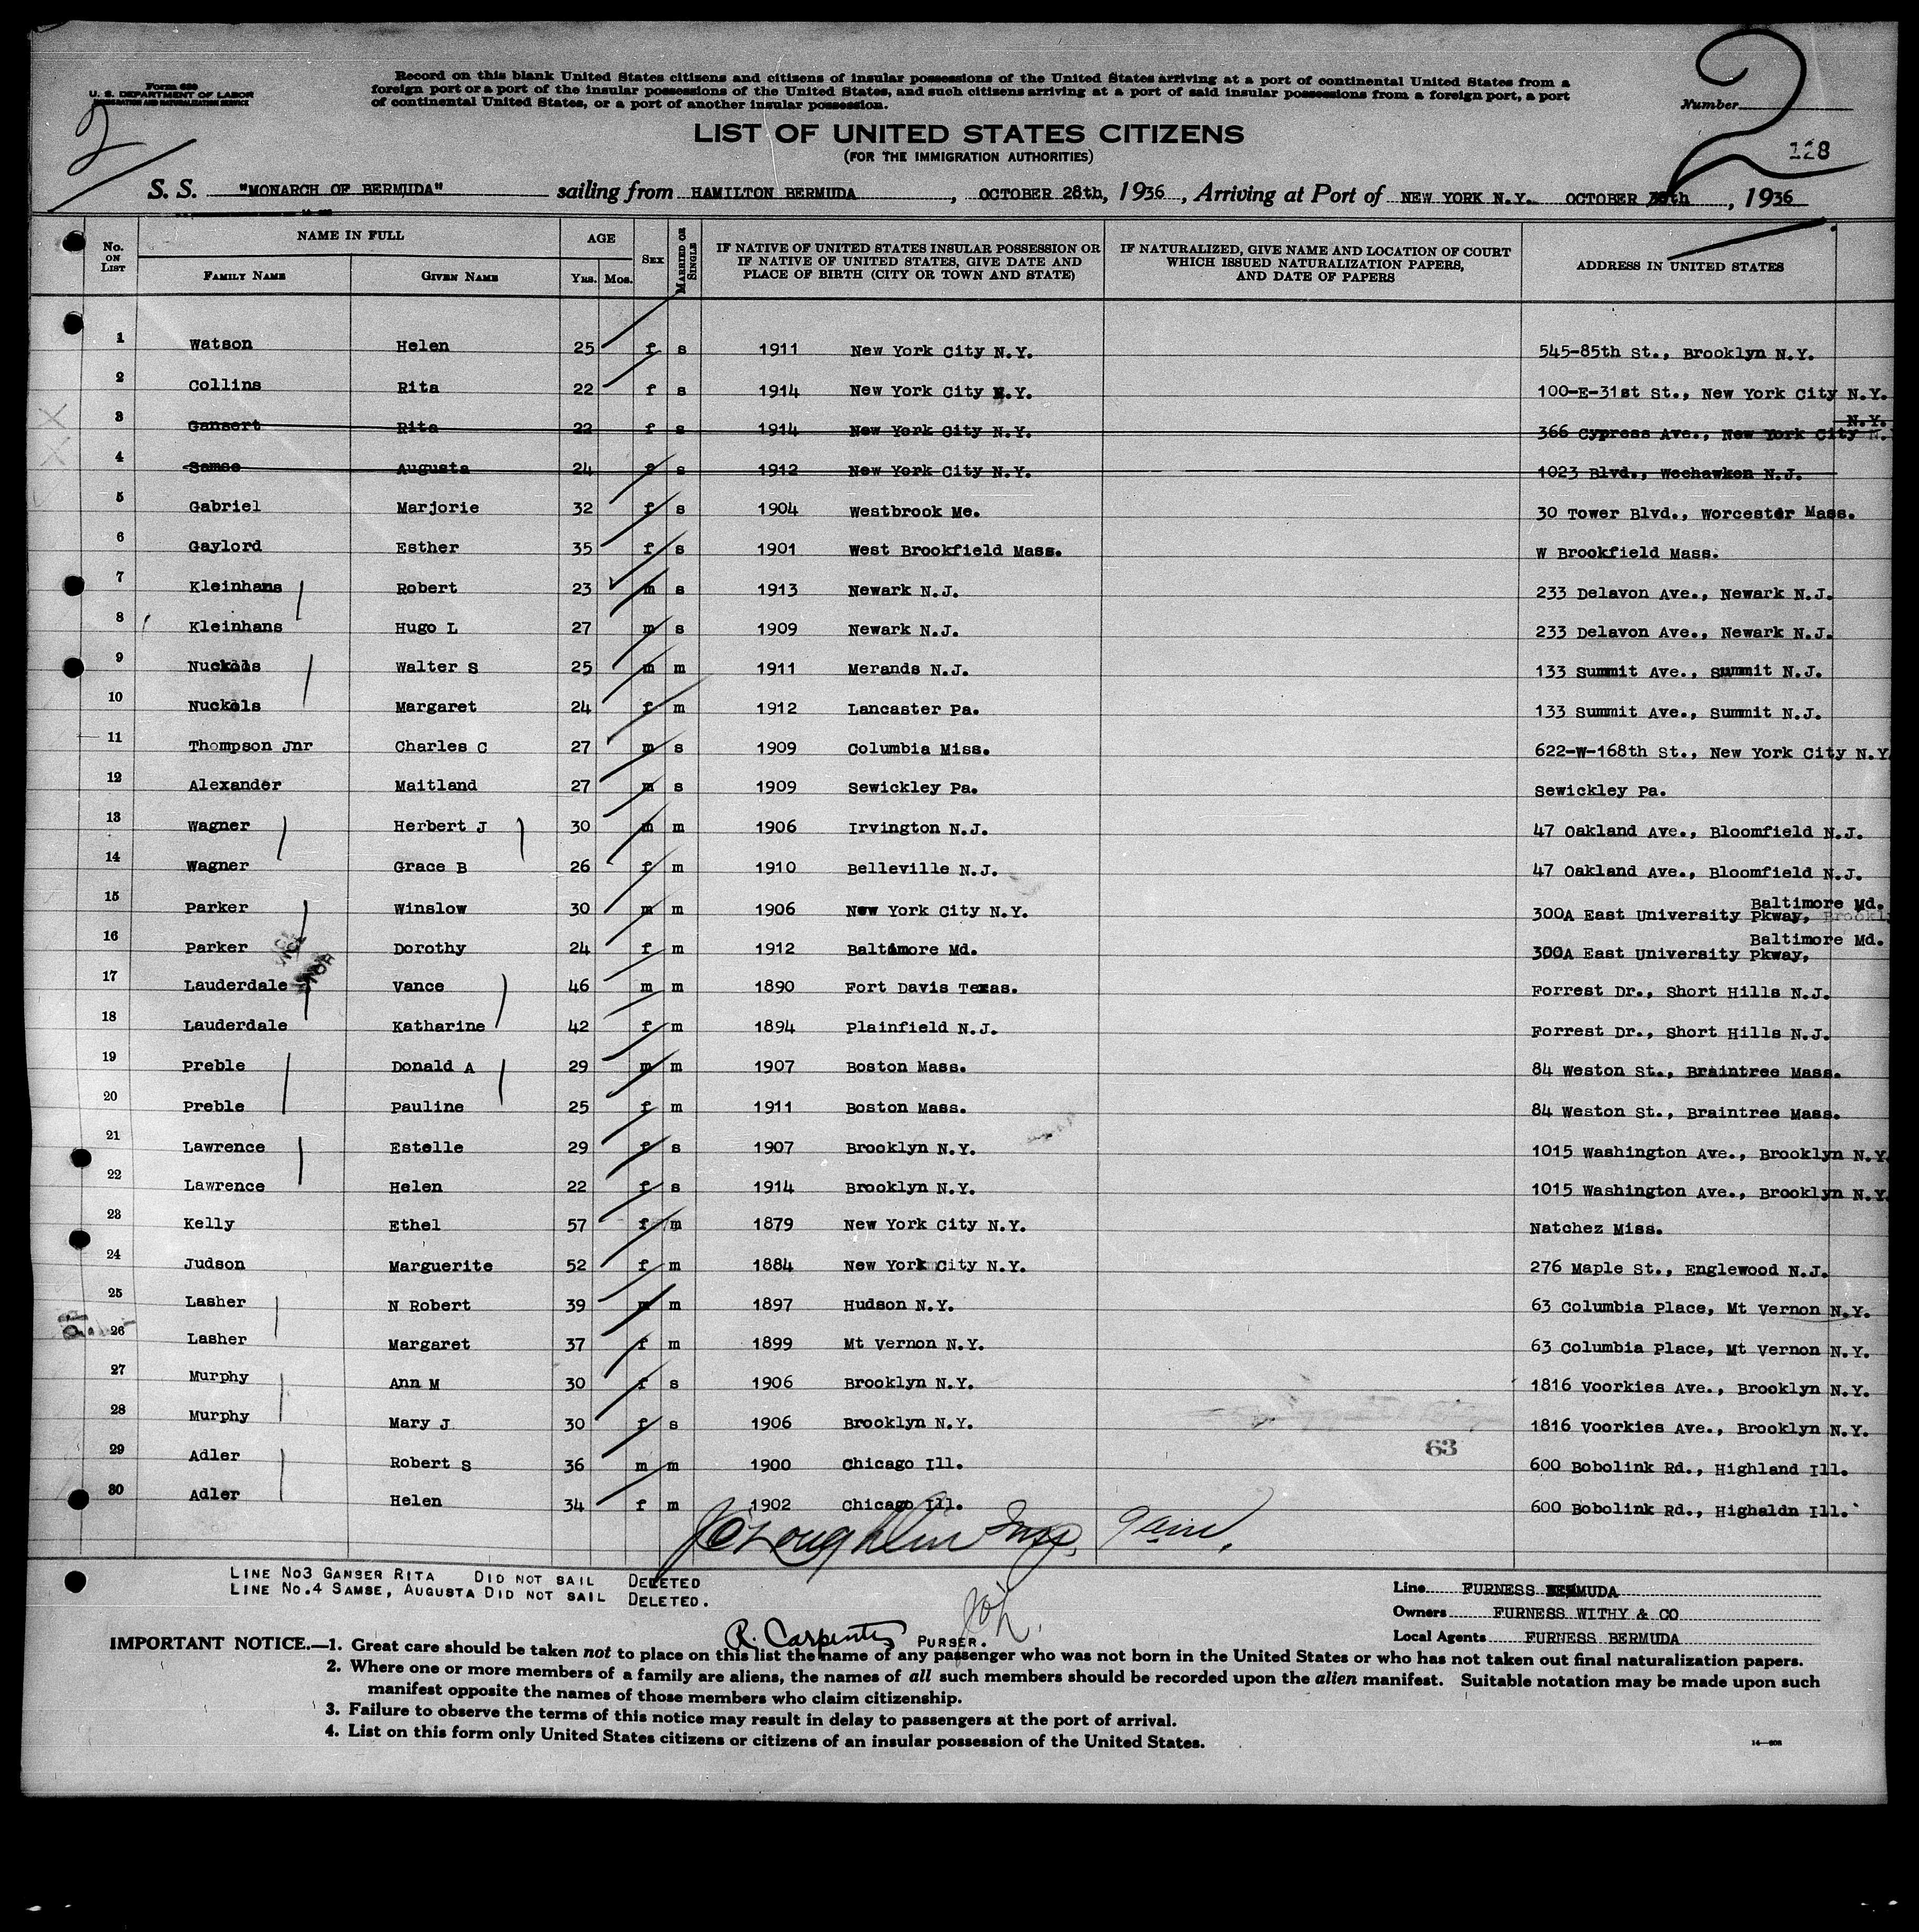 Form 630
U. S. DEPARTMENT OF LABOR
IMMIGRATION AND NATURALIZATION SERVICE
Record on this blank United States citizens and citizens of insular possessions of the United States arriving at a port of continental United States from a
foreign port or a port of the insular possessions of the United States, and such citizens arriving at a port of said insular possessions from a foreign port, a port
of continental United States, or a port of another insular possession.
Number 2
2
128
LIST OF UNITED STATES CITIZENS
(FOR THE IMMIGRATION AUTHORITIES)
S. S. "MONARCH OF BERMUDA" sailing from HAMILTON BERMUDA, OCTOBER 28th, 1936, Arriving at Port of NEW YORK N.Y. OCTOBER th, 1936
No. ON LIST NAME IN FULL AGE SEX MARRIED OR SINGLE IF NATIVE OF UNITED STATES INSULAR POSSESSION OR IF NATIVE OF UNITED STATES, GIVE DATE AND PLACE OF BIRTH (CITY OR TOWN AND STATE) IF NATURALIZED, GIVE NAME AND LOCATION OF COURT WHICH ISSUED NATURALIZATION PAPERS, AND DATE OF PAPERS ADDRESS IN UNITED STATES
FAMILY NAME GIVEN NAME YRS. MOS.
1 Watson Helen 25 f s 1911 New York City N.Y. 545-85th St., Brooklyn N.Y.
2 Collins Rita 22 f s 1914 New York City N.Y. 100-E-31st St., New York City N.Y.
3 Gansert Rita 22 f s 1914 New York City N.Y. 366 Cypress Ave., New York City N.Y.
4 Samse Augusta 24 f s 1912 New York City N.Y. 1023 Blvd., Weehawken N.J.
5 Gabriel Marjorie 32 f s 1904 Westbrook Me. 30 Tower Blvd., Worcester Mass.
6 Gaylord Esther 35 f s 1901 West Brookfield Mass. W Brookfield Mass.
7 Kleinhans Robert 23 m s 1913 Newark N.J. 233 Delavon Ave., Newark N.J.
8 Kleinhans Hugo L 27 m s 1909 Newark N.J. 233 Delavon Ave., Newark N.J.
9 Nuckols Walter S 25 m m 1911 Merands N.J. 133 Summit Ave., Summit N.J.
10 Nuckols Margaret 24 f m 1912 Lancaster Pa. 133 Summit Ave., Summit N.J.
11 Thompson Jnr Charles C 27 m s 1909 Columbia Miss. 622-W-168th St., New York City N.Y.
12 Alexander Maitland 27 m s 1909 Sewickley Pa. Sewickley Pa.
13 Wagner Herbert J 30 m m 1906 Irvington N.J. 47 Oakland Ave., Bloomfield N.J.
14 Wagner Grace B 26 f m 1910 Belleville N.J. 47 Oakland Ave., Bloomfield N.J.
15 Parker Winslow 30 m m 1906 New York City N.Y. 300A East University Pkway, Baltimore Md.
16 Parker Dorothy 24 f m 1912 Baltimore Md. 300A East University Pkway, Baltimore Md.
17 Lauderdale Vance 46 m m 1890 Fort Davis Texas. Forrest Dr., Short Hills N.J.
18 Lauderdale Katharine 42 f m 1894 Plainfield N.J. Forrest Dr., Short Hills N.J.
19 Preble Donald A 29 m m 1907 Boston Mass. 84 Weston St., Braintree Mass.
20 Preble Pauline 25 f m 1911 Boston Mass. 84 Weston St., Braintree Mass.
21 Lawrence Estelle 29 f s 1907 Brooklyn N.Y. 1015 Washington Ave., Brooklyn N.Y.
22 Lawrence Helen 22 f s 1914 Brooklyn N.Y. 1015 Washington Ave., Brooklyn N.Y.
23 Kelly Ethel 57 f m 1879 New York City N.Y. Natchez Miss.
24 Judson Marguerite 52 f m 1884 New York City N.Y. 276 Maple St., Englewood N.J.
25 Lasher N Robert 39 m m 1897 Hudson N.Y. 63 Columbia Place, Mt Vernon N.Y.
26 Lasher Margaret 37 f m 1899 Mt Vernon N.Y. 63 Columbia Place, Mt Vernon N.Y.
27 Murphy Ann M 30 f s 1906 Brooklyn N.Y. 1816 Voorkies Ave., Brooklyn N.Y.
28 Murphy Mary J 30 f s 1906 Brooklyn N.Y. 1816 Voorkies Ave., Brooklyn N.Y.
63
29 Adler Robert S 36 m m 1900 Chicago Ill. 600 Bobolink Rd., Highland Ill.
30 Adler Helen 34 f m 1902 Chicago Ill. 600 Bobolink Rd., Highaldn Ill.
LINE NO3 GANSER RITA DID NOT SAIL DELETED
LINE NO.4 SAMSE, AUGUSTA DID NOT SAIL DELETED.
Line FURNESS BERMUDA
Owners FURNESS WITHY & CO
Local Agents FURNESS BERMUDA
R. Carpenter PURSER.
IMPORTANT NOTICE.—1. Great care should be taken not to place on this list the name of any passenger who was not born in the United States or who has not taken out final naturalization papers.
2. Where one or more members of a family are aliens, the names of all such members should be recorded upon the alien manifest. Suitable notation may be made upon such
manifest opposite the names of those members who claim citizenship.
3. Failure to observe the terms of this notice may result in delay to passengers at the port of arrival.
4. List on this form only United States citizens or citizens of an insular possession of the United States.